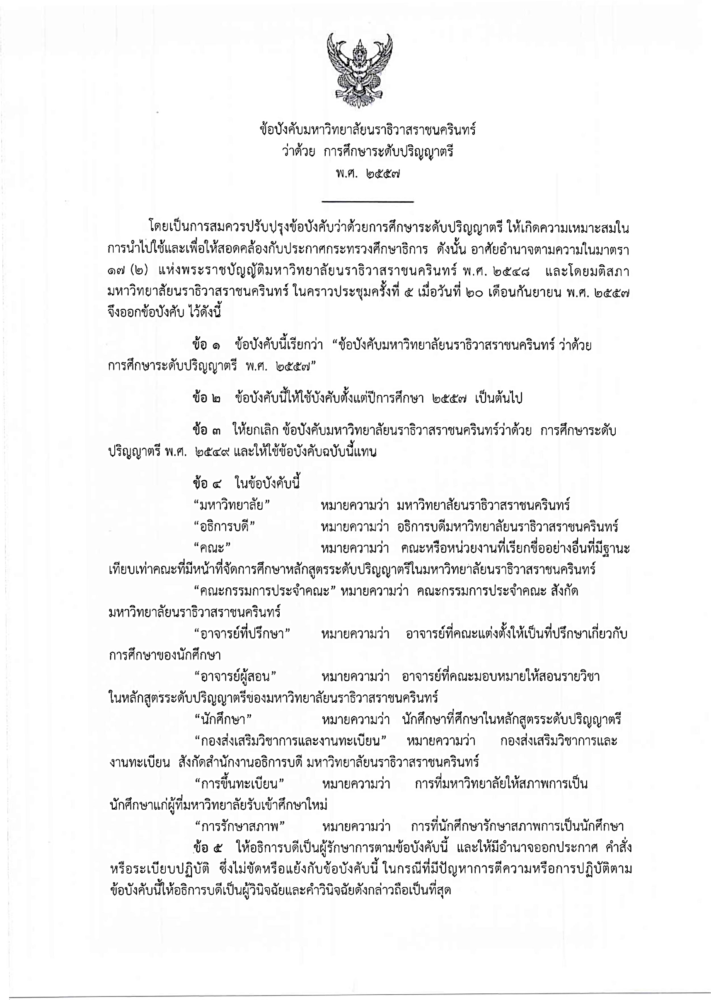 ข้อบังคับมหาวิทยาลัยนราธิวาสราชนครินทร์
ว่าด้วย การศึกษาระดับปริญญาตรี
พ.ศ. ๒๕๕๗
โดยเป็นการสมควรปรับปรุงข้อบังคับว่าด้วยการศึกษาระดับปริญญาตรี ให้เกิดความเหมาะสมใน
การนำไปใช้และเพื่อให้สอดคล้องกับประกาศกระทรวงศึกษาธิการ ดังนั้น อาศัยอำนาจตามความในมาตรา
๑๗ (๒) แห่งพระราชบัญญัติมหาวิทยาลัยนราธิวาสราชนครินทร์ พ.ศ. ๒๕๔๘ และโดยมติสภา
มหาวิทยาลัยนราธิวาสราชนครินทร์ ในคราวประชุมครั้งที่ ๕ เมื่อวันที่ ๒๐ เดือนกันยายน พ.ศ. ๒๕๕๗
จึงออกข้อบังคับ ไว้ดังนี้
ข้อ ๑ ข้อบังคับนี้เรียกว่า “ข้อบังคับมหาวิทยาลัยนราธิวาสราชนครินทร์ ว่าด้วย
การศึกษาระดับปริญญาตรี พ.ศ. ๒๕๕๗”
ข้อ ๒ ข้อบังคับนี้ให้ใช้บังคับตั้งแต่ปีการศึกษา ๒๕๕๗ เป็นต้นไป
ข้อ ๓ ให้ยกเลิก ข้อบังคับมหาวิทยาลัยนราธิวาสราชนครินทร์ว่าด้วย การศึกษาระดับ
ปริญญาตรี พ.ศ. ๒๕๔๙ และให้ใช้ข้อบังคับฉบับนี้แทน
ข้อ ๔ ในข้อบังคับนี้
“มหาวิทยาลัย” หมายความว่า มหาวิทยาลัยนราธิวาสราชนครินทร์
“อธิการบดี” หมายความว่า อธิการบดีมหาวิทยาลัยนราธิวาสราชนครินทร์
“คณะ” หมายความว่า คณะหรือหน่วยงานที่เรียกชื่ออย่างอื่นที่มีฐานะ
เทียบเท่าคณะที่มีหน้าที่จัดการศึกษาหลักสูตรระดับปริญญาตรีในมหาวิทยาลัยนราธิวาสราชนครินทร์
“คณะกรรมการประจำคณะ” หมายความว่า คณะกรรมการประจำคณะ สังกัด
มหาวิทยาลัยนราธิวาสราชนครินทร์
“อาจารย์ที่ปรึกษา” หมายความว่า อาจารย์ที่คณะแต่งตั้งให้เป็นที่ปรึกษาเกี่ยวกับ
การศึกษาของนักศึกษา
“อาจารย์ผู้สอน” หมายความว่า อาจารย์ที่คณะมอบหมายให้สอนรายวิชา
ในหลักสูตรระดับปริญญาตรีของมหาวิทยาลัยนราธิวาสราชนครินทร์
“นักศึกษา” หมายความว่า นักศึกษาที่ศึกษาในหลักสูตรระดับปริญญาตรี
“กองส่งเสริมวิชาการและงานทะเบียน” หมายความว่า กองส่งเสริมวิชาการและ
งานทะเบียน สังกัดสำนักงานอธิการบดี มหาวิทยาลัยนราธิวาสราชนครินทร์
“การขึ้นทะเบียน” หมายความว่า การที่มหาวิทยาลัยให้สภาพการเป็น
นักศึกษาแก่ผู้ที่มหาวิทยาลัยรับเข้าศึกษาใหม่
“การรักษาสภาพ” หมายความว่า การที่นักศึกษารักษาสภาพการเป็นนักศึกษา
ข้อ ๕ ให้อธิการบดีเป็นผู้รักษาการตามข้อบังคับนี้ และให้มีอำนาจออกประกาศ คำสั่ง
หรือระเบียบปฏิบัติ ซึ่งไม่ขัดหรือแย้งกับข้อบังคับนี้ ในกรณีที่มีปัญหาการตีความหรือการปฏิบัติตาม
ข้อบังคับนี้ให้อธิการบดีเป็นผู้วินิจฉัยและคำวินิจฉัยดังกล่าวถือเป็นที่สุด